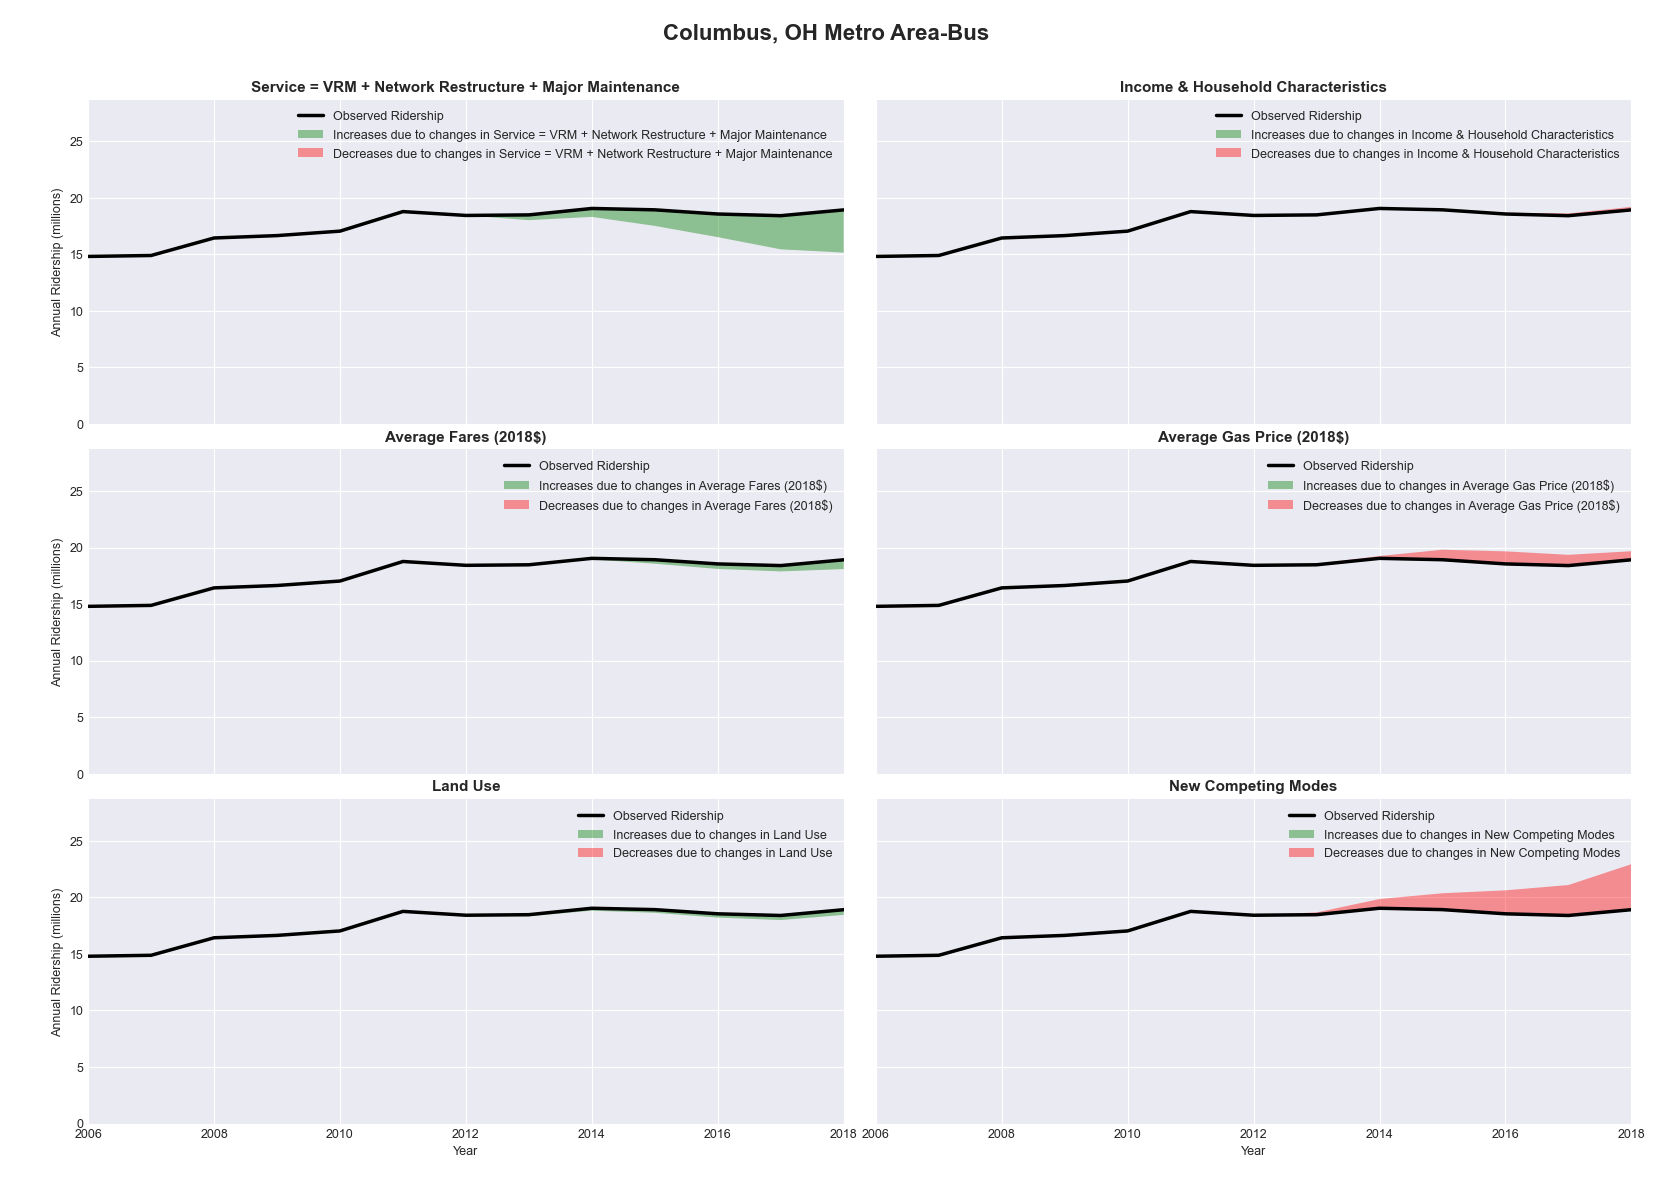 Columbus, OH Metro Area-Bus
Service = VRM + Network Restructure + Major Maintenance
Observed Ridership
Increases due to changes in Service = VRM + Network Restructure + Major Maintenance
Decreases due to changes in Service = VRM + Network Restructure + Major Maintenance
25
20
15
10
5
0
Annual Ridership (millions)
Income & Household Characteristics
Observed Ridership
Increases due to changes in Income & Household Characteristics
Decreases due to changes in Income & Household Characteristics
Average Fares (2018$)
Observed Ridership
Increases due to changes in Average Fares (2018$)
Decreases due to changes in Average Fares (2018$)
25
20
15
10
5
0
Annual Ridership (millions)
Average Gas Price (2018$)
Observed Ridership
Increases due to changes in Average Gas Price (2018$)
Decreases due to changes in Average Gas Price (2018$)
Land Use
Observed Ridership
Increases due to changes in Land Use
Decreases due to changes in Land Use
25
20
15
10
5
0
Annual Ridership (millions)
2006 2008 2010 2012 2014 2016 2018
Year
New Competing Modes
Observed Ridership
Increases due to changes in New Competing Modes
Decreases due to changes in New Competing Modes
2006 2008 2010 2012 2014 2016 2018
Year